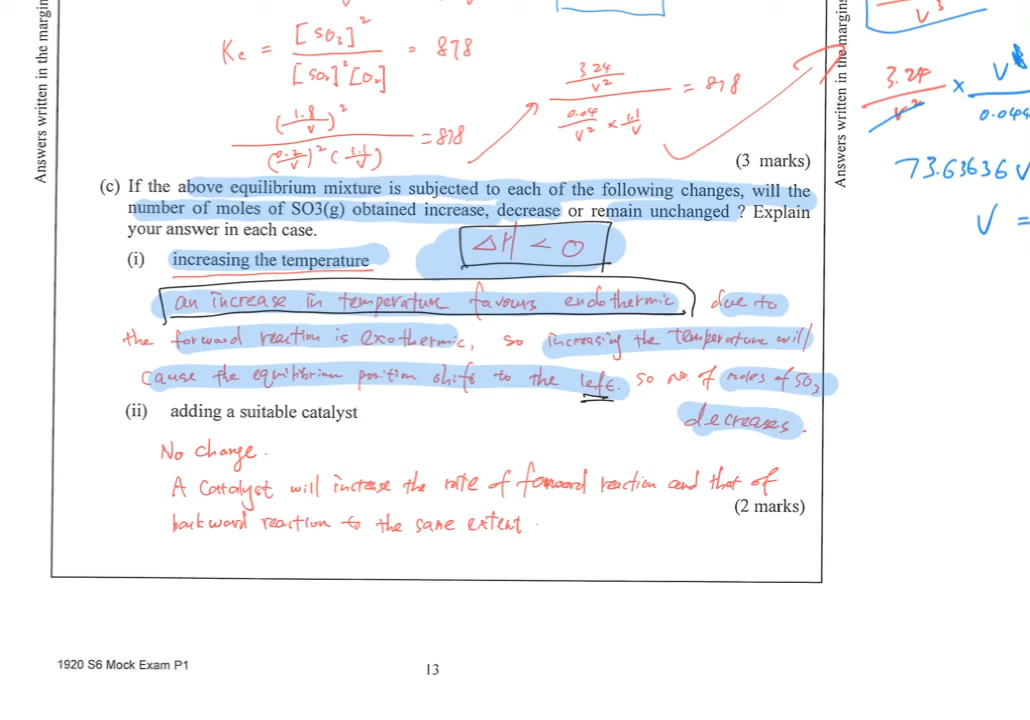 Kc = [SO3]² / [SO2]²[O2] = 878
(1.8/V)² / (0.2/V)² (1.1/V) = 878
3.24/V² / 0.04/V² × 1.1/V = 878
(3 marks)
(c) If the above equilibrium mixture is subjected to each of the following changes, will the
number of moles of SO3(g) obtained increase, decrease or remain unchanged ? Explain
your answer in each case.
ΔH < 0
(i) increasing the temperature
an increase in temperature favours endothermic, due to
the forward reaction is exothermic, so increasing the temperature will
cause the equilibrium position shifts to the left. so no. of moles of SO3
decreases.
(ii) adding a suitable catalyst
No change.
A catalyst will increase the rate of forward reaction and that of
backward reaction to the same extent.
(2 marks)
1920 S6 Mock Exam P1
13
Answers written in the margin
Answers written in the margins
V³
3.24/V² × V
0.044
73.63636 V
V =